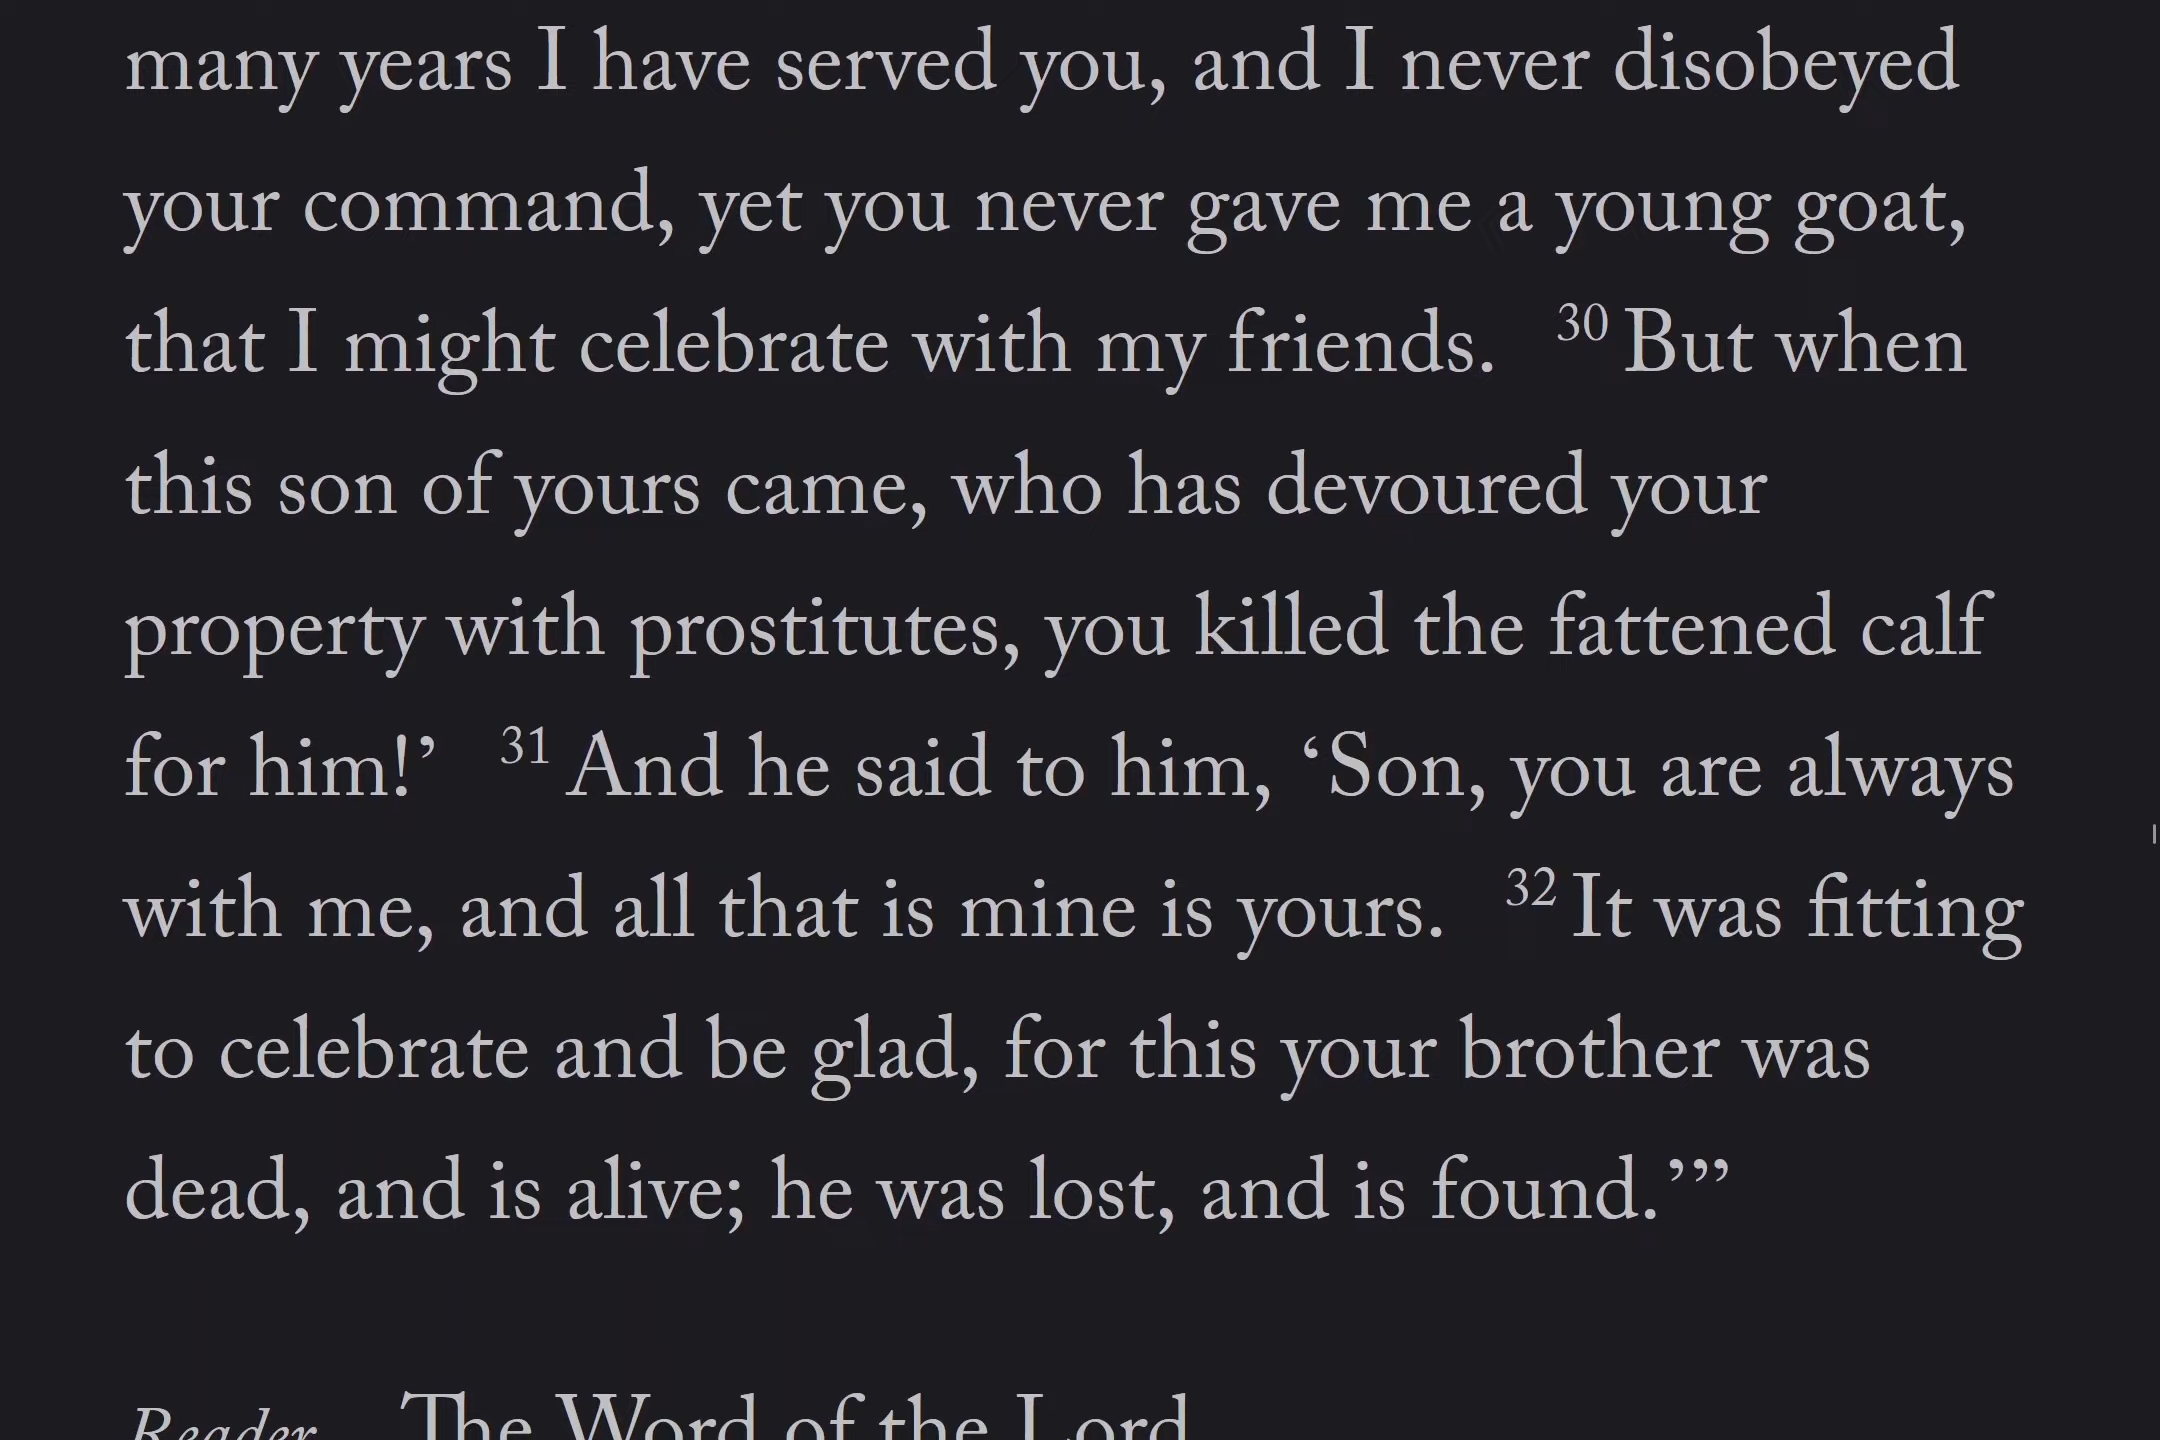 many years I have served you, and I never disobeyed
your command, yet you never gave me a young goat,
that I might celebrate with my friends. 30 But when
this son of yours came, who has devoured your
property with prostitutes, you killed the fattened calf
for him!’ 31 And he said to him, ‘Son, you are always
with me, and all that is mine is yours. 32 It was fitting
to celebrate and be glad, for this your brother was
dead, and is alive; he was lost, and is found.’”’
Reader The Word of the Lord